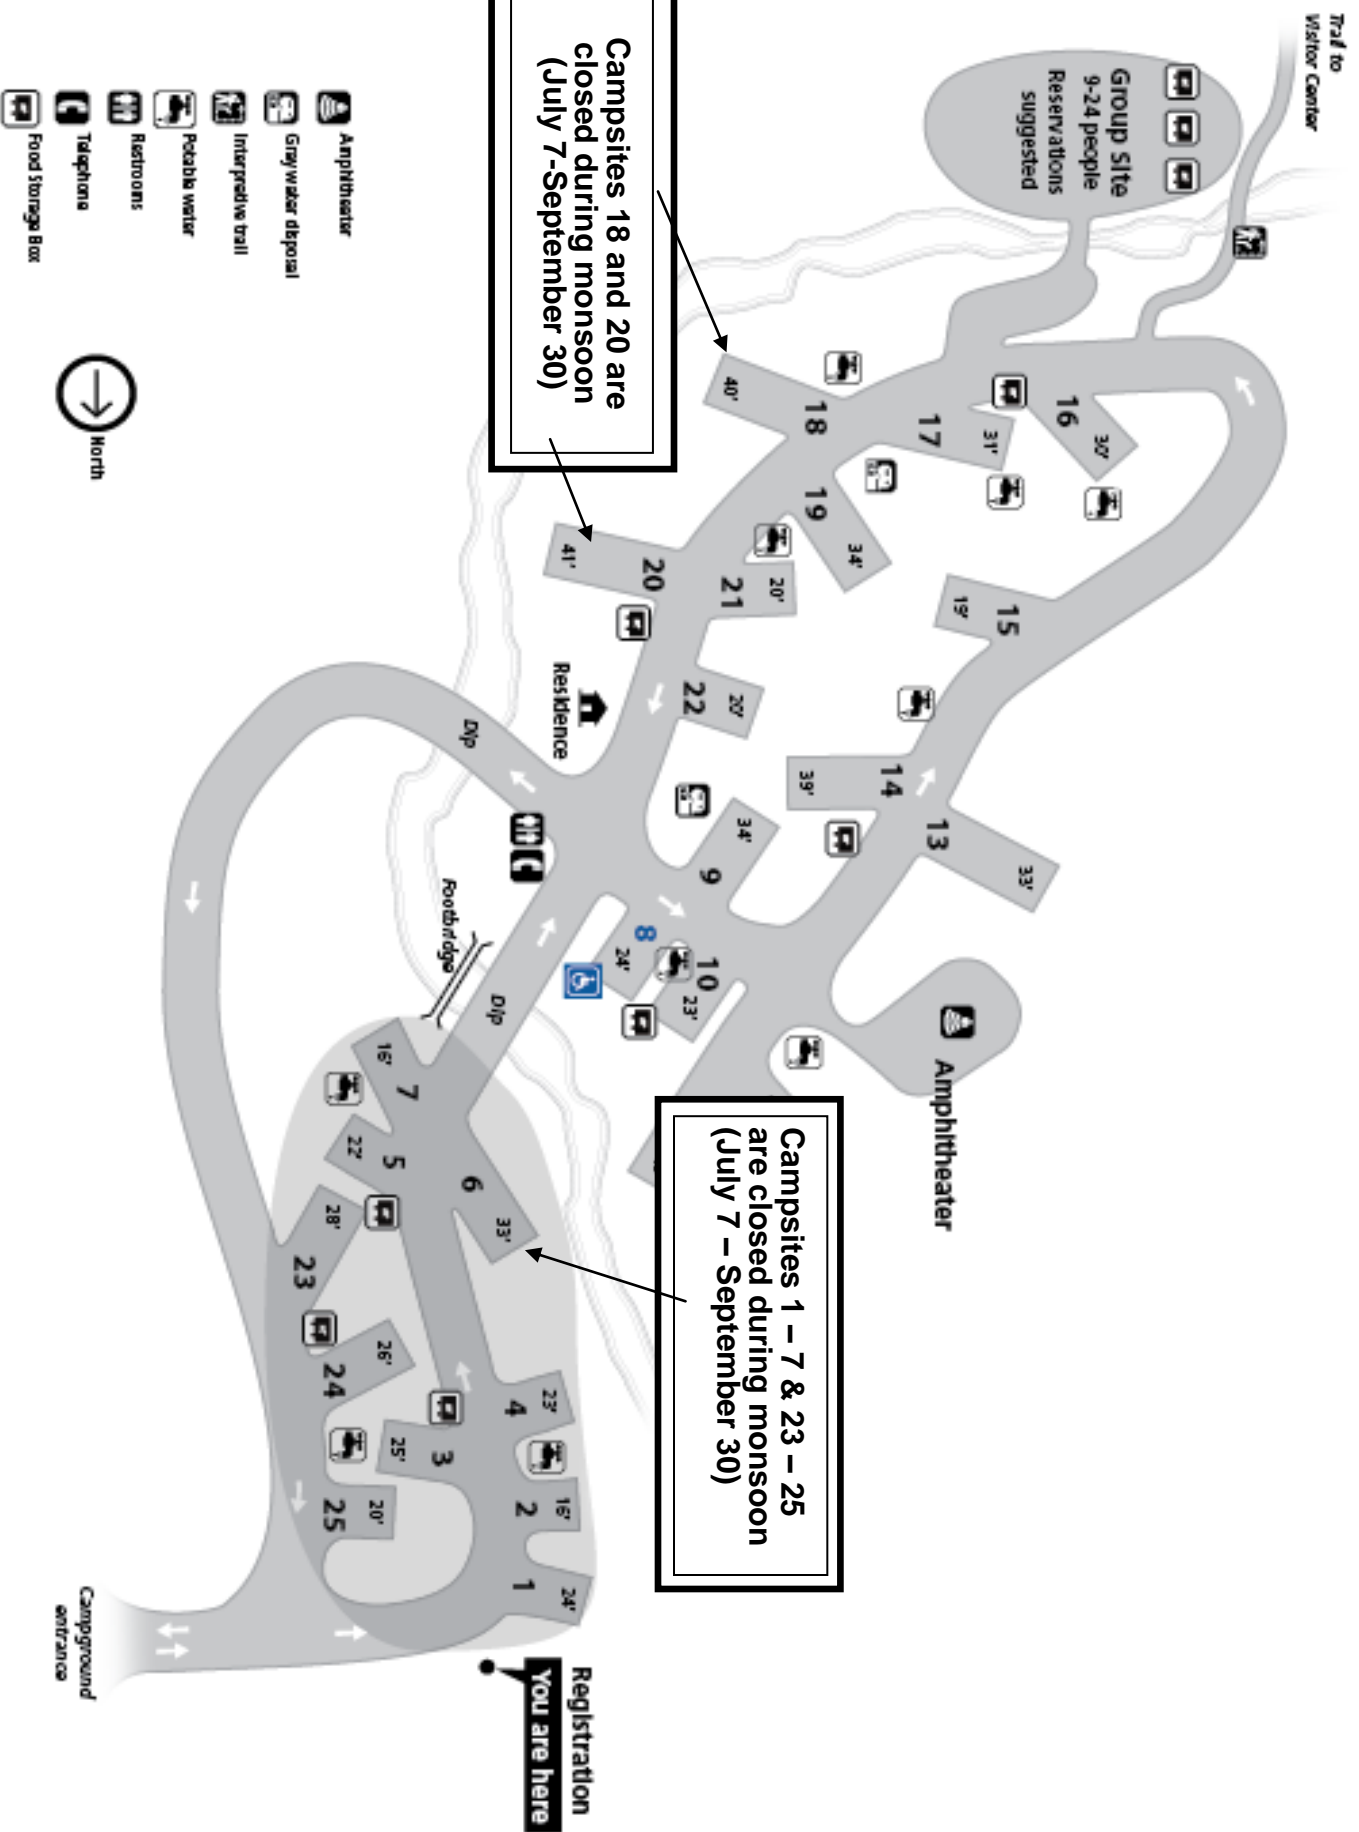 Trail to
Visitor Center
Group Site
9-24 people
Reservations
suggested
16
30'
17
31'
15
19'
13
33'
14
39'
Amphitheater
18
40'
19
34'
21
20'
22
20'
9
34'
10
23'
8
24'
20
41'
Residence
Campsites 18 and 20 are
closed during monsoon
(July 7-September 30)
Campsites 1 – 7 & 23 – 25
are closed during monsoon
(July 7 – September 30)
Dip
Footbridge
Dip
7
16'
5
22'
6
33'
4
23'
3
25'
2
16'
1
24'
23
28'
24
26'
25
20'
Registration
You are here
Campground
entrance
Amphitheater
Gray water disposal
Interpretive trail
Potable water
Restrooms
Telephone
Food Storage Box
North